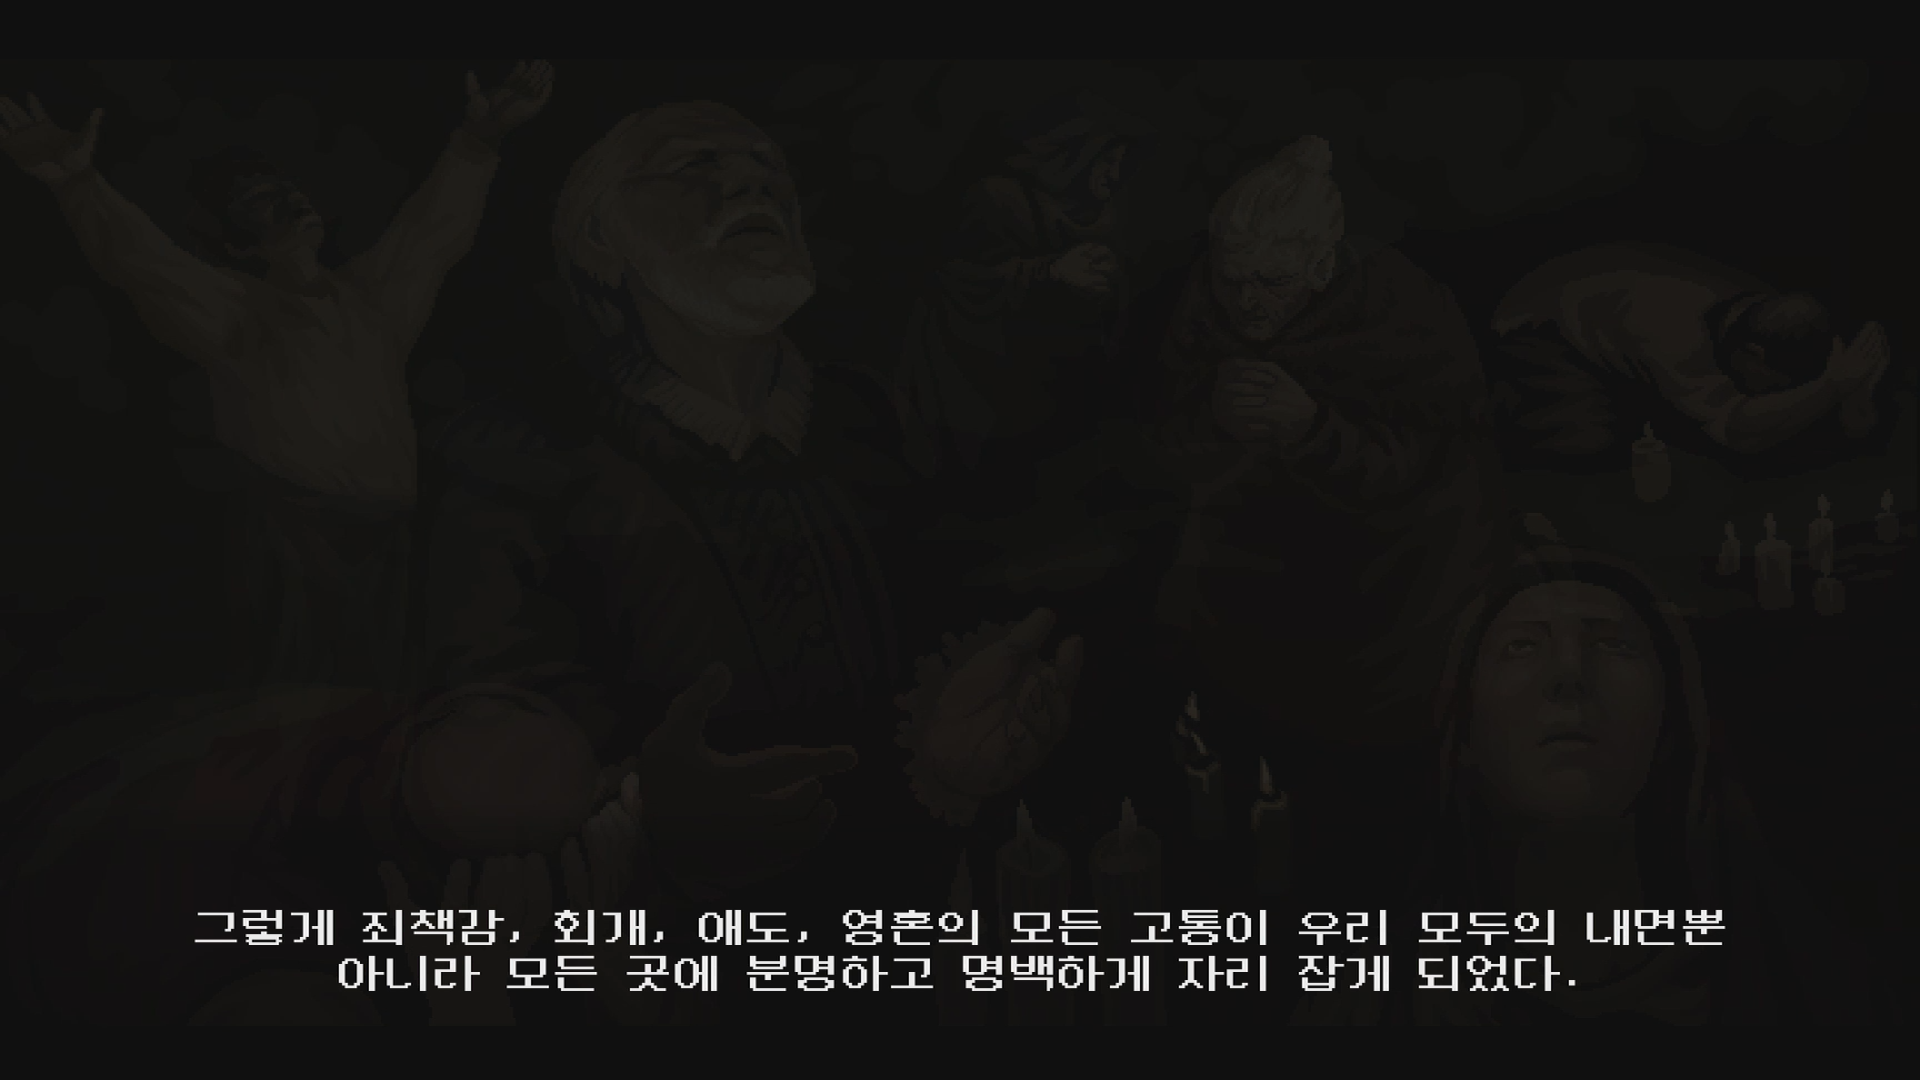 그렇게 죄책감, 회개, 애도, 영혼의 모든 고통이 우리 모두의 내면뿐
아니라 모든 곳에 분명하고 명백하게 자리 잡게 되었다.